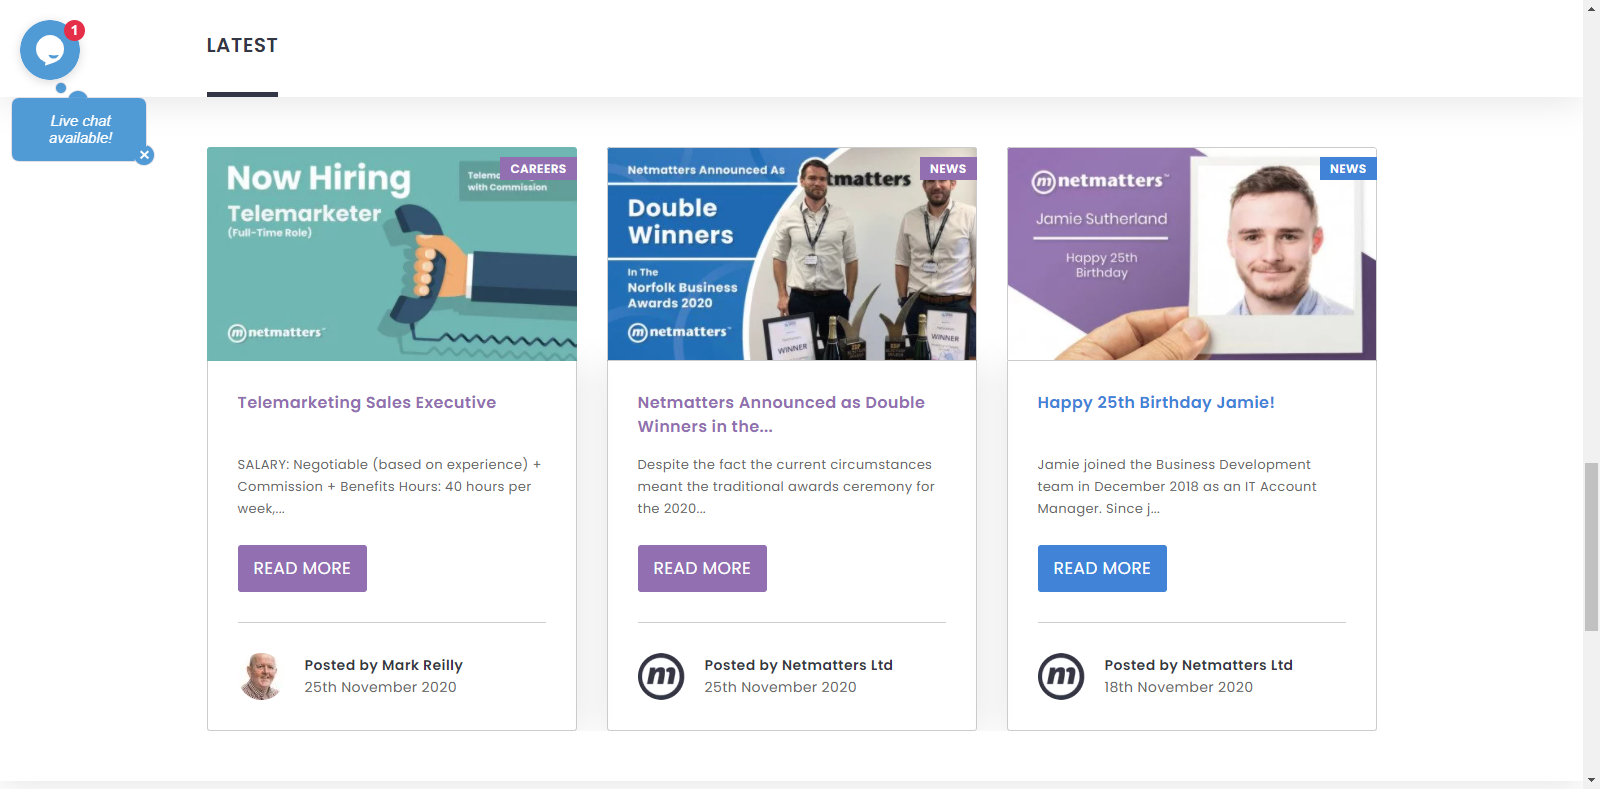 1
LATEST
Live chat
available!
Now Hiring
Telemarketer
(Full-Time Role)
with Commission
CAREERS
netmatters™
Netmatters Announced As
Double
Winners
In The
Norfolk Business
Awards 2020
netmatters™
tmatters
NEWS
WINNER
WINNER
netmatters™
Jamie Sutherland
Happy 25th
Birthday
NEWS
Telemarketing Sales Executive
SALARY: Negotiable (based on experience) +
Commission + Benefits Hours: 40 hours per
week,...
READ MORE
Posted by Mark Reilly
25th November 2020
Netmatters Announced as Double
Winners in the...
Despite the fact the current circumstances
meant the traditional awards ceremony for
the 2020...
READ MORE
Posted by Netmatters Ltd
25th November 2020
Happy 25th Birthday Jamie!
Jamie joined the Business Development
team in December 2018 as an IT Account
Manager. Since j...
READ MORE
Posted by Netmatters Ltd
18th November 2020